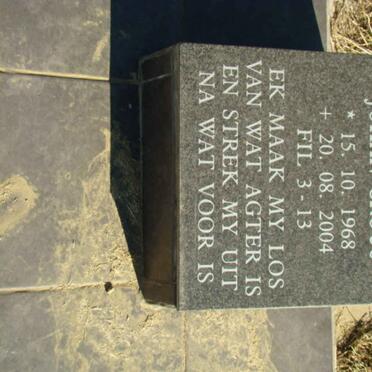 * 15. 10. 1968
+ 20. 08. 2004
FIL 3 - 13
EK MAAK MY LOS
VAN WAT AGTER IS
EN STREK MY UIT
NA WAT VOOR IS